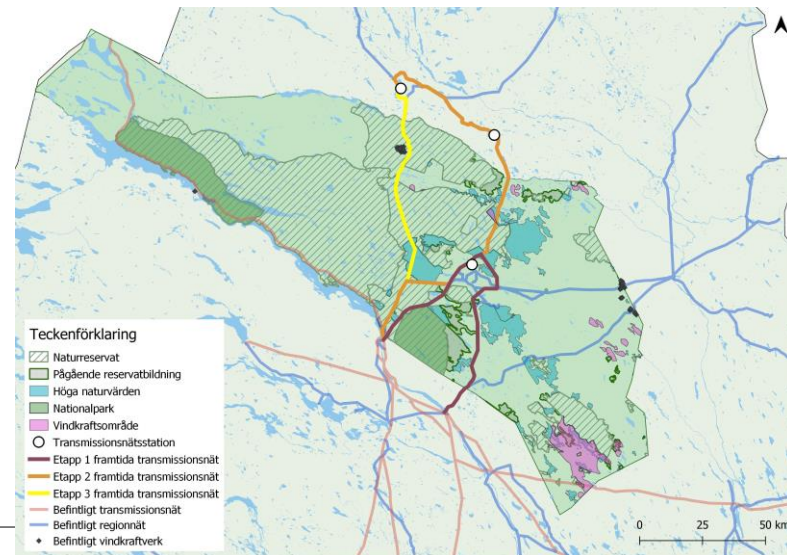 Teckenförklaring
Naturreservat
Pågående reservatbildning
Höga naturvärden
Nationalpark
Vindkraftsområde
Transmissionsnätsstation
Etapp 1 framtida transmissionsnät
Etapp 2 framtida transmissionsnät
Etapp 3 framtida transmissionsnät
Befintligt transmissionsnät
Befintligt regionnät
Befintligt vindkraftverk
0 25 50 km